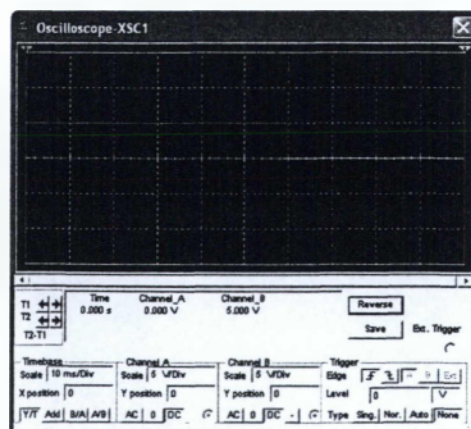 Oscilloscope-XSC1
T1
T2
T2-T1
Time Channel_A Channel_B
0.000 s 0.000 V 5.000 V
Reverse
Save
Ext. Trigger
Timebase
Scale 10 ms/Div
X position 0
Y/T Add B/A A/B
Channel A
Scale 5 V/Div
Y position 0
AC 0 DC
Channel B
Scale 5 V/Div
Y position 0
AC 0 DC -
Trigger
Edge Ext
Level 0 V
Type Sing. Nor. Auto None